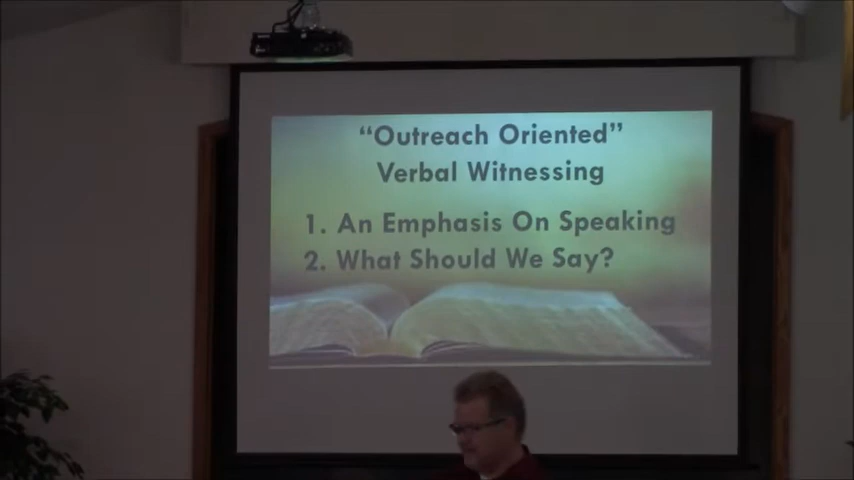 “Outreach Oriented”
Verbal Witnessing
1. An Emphasis On Speaking
2. What Should We Say?